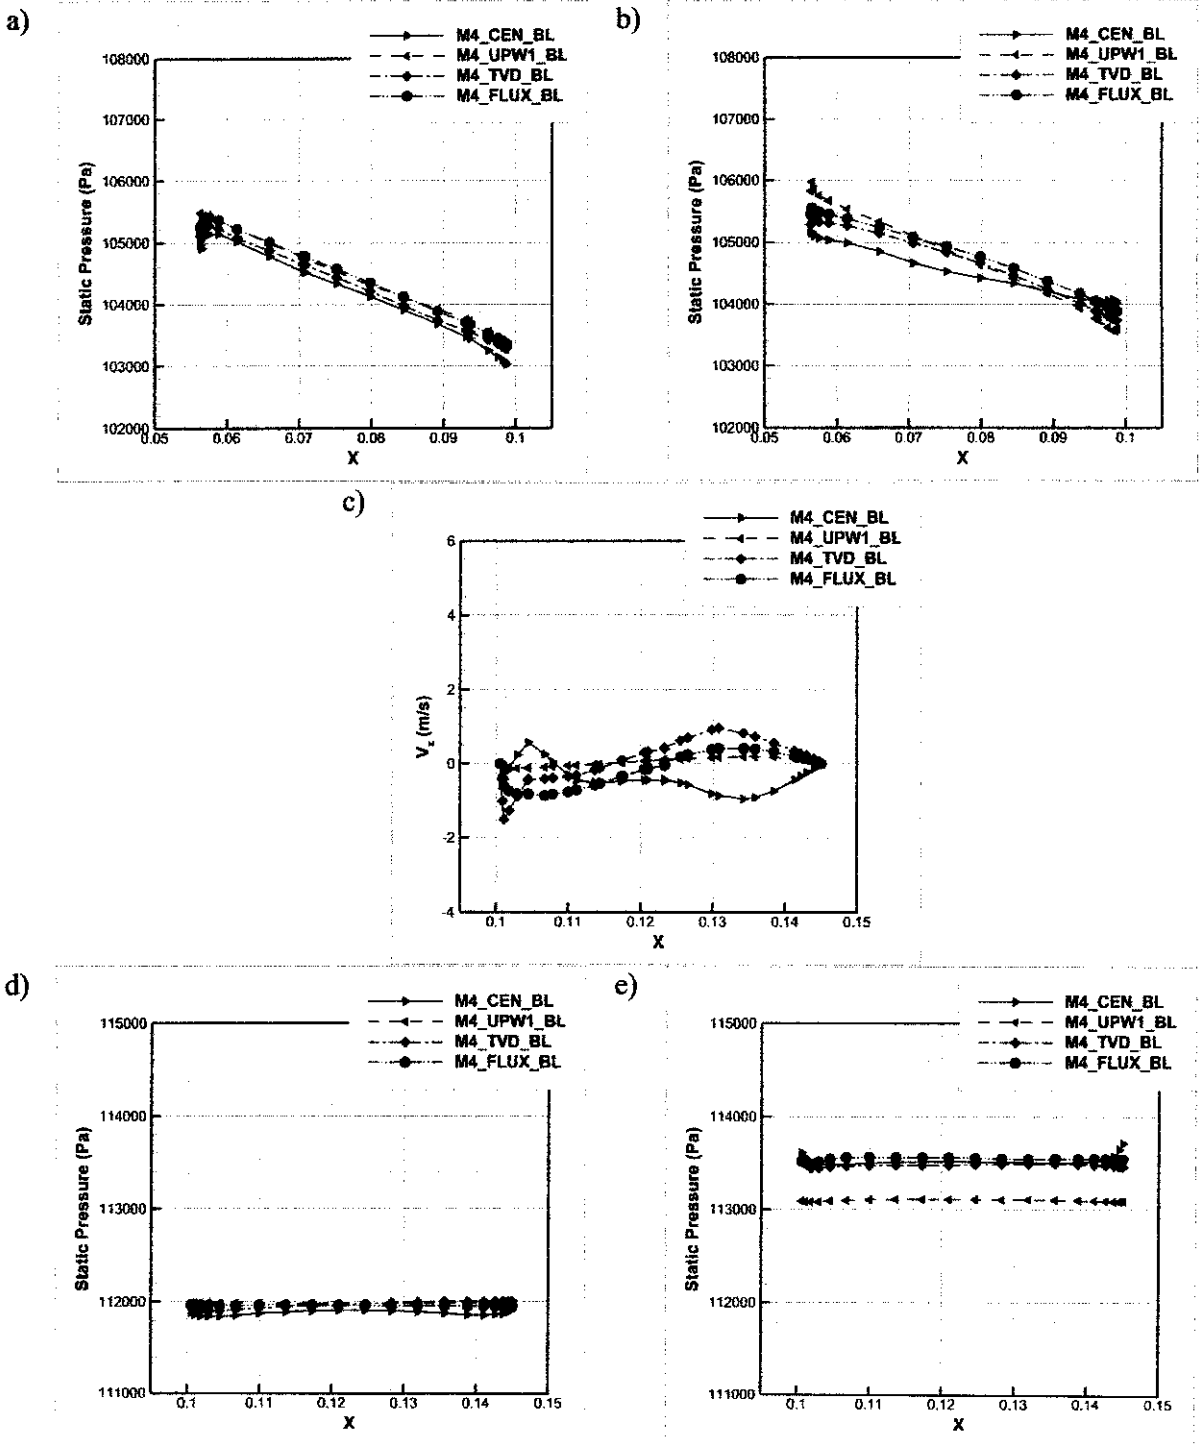 a)
M4_CEN_BL
M4_UPW1_BL
M4_TVD_BL
M4_FLUX_BL
108000
107000
106000
105000
104000
103000
102000
Static Pressure (Pa)
0.05 0.06 0.07 0.08 0.09 0.1
X
b)
M4_CEN_BL
M4_UPW1_BL
M4_TVD_BL
M4_FLUX_BL
108000
107000
106000
105000
104000
103000
102000
Static Pressure (Pa)
0.05 0.06 0.07 0.08 0.09 0.1
X
c)
M4_CEN_BL
M4_UPW1_BL
M4_TVD_BL
M4_FLUX_BL
6
4
2
0
-2
-4
V_z (m/s)
0.1 0.11 0.12 0.13 0.14 0.15
X
d)
M4_CEN_BL
M4_UPW1_BL
M4_TVD_BL
M4_FLUX_BL
115000
114000
113000
112000
111000
Static Pressure (Pa)
0.1 0.11 0.12 0.13 0.14 0.15
X
e)
M4_CEN_BL
M4_UPW1_BL
M4_TVD_BL
M4_FLUX_BL
115000
114000
113000
112000
111000
Static Pressure (Pa)
0.1 0.11 0.12 0.13 0.14 0.15
X